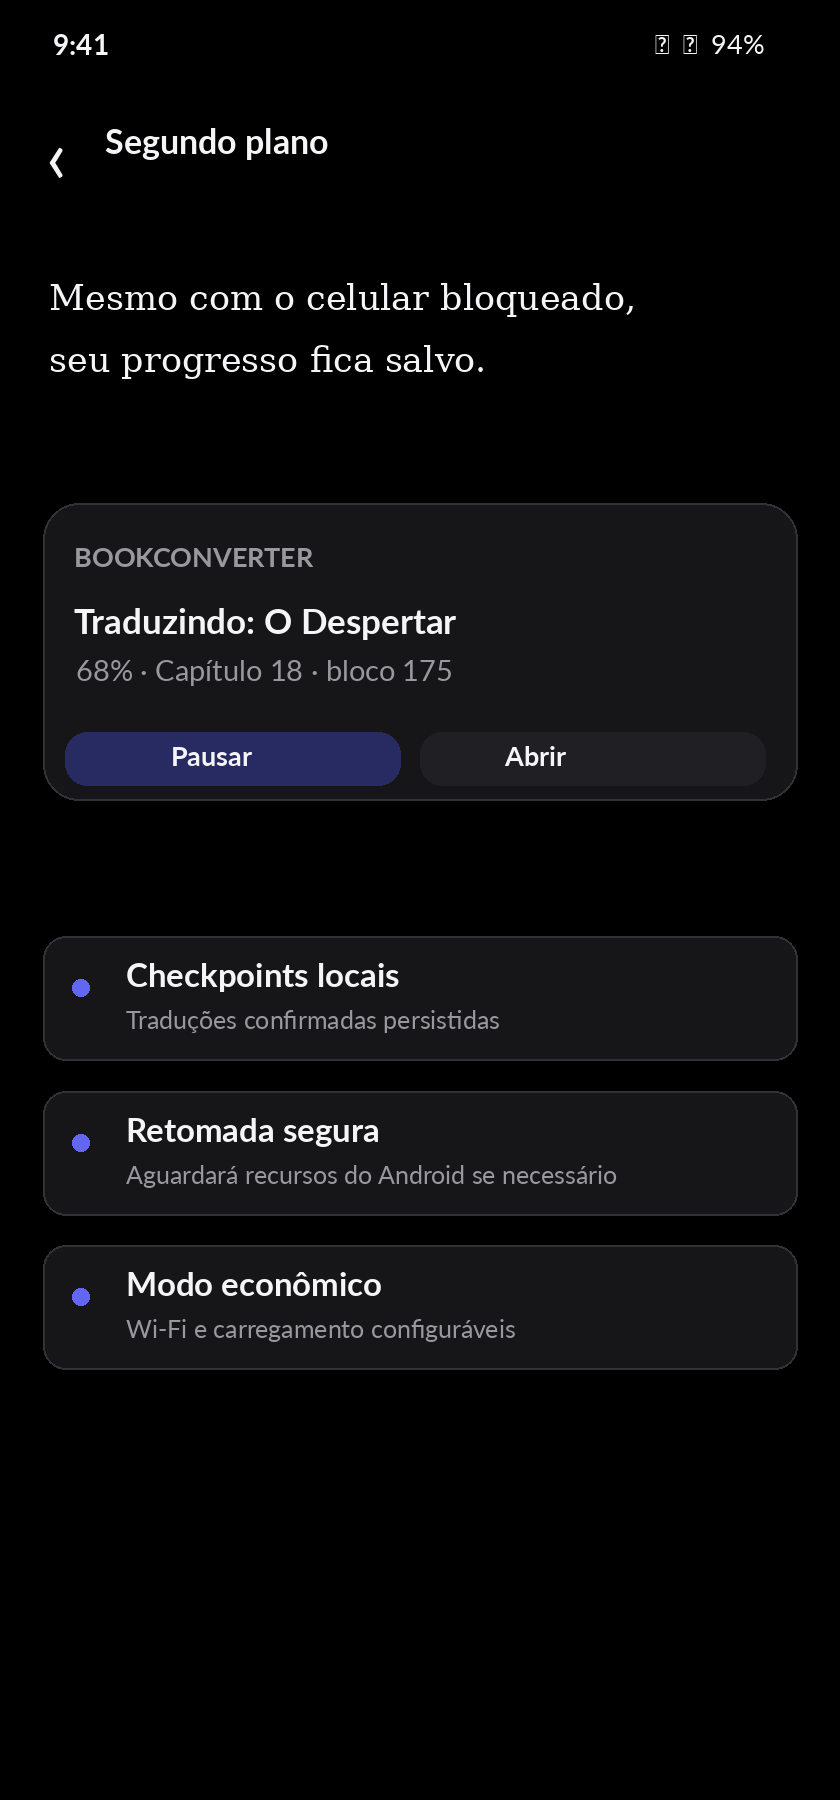 9:41
94%
‹ Segundo plano
Mesmo com o celular bloqueado,
seu progresso fica salvo.
BOOKCONVERTER
Traduzindo: O Despertar
68% · Capítulo 18 · bloco 175
Pausar
Abrir
Checkpoints locais
Traduções confirmadas persistidas
Retomada segura
Aguardará recursos do Android se necessário
Modo econômico
Wi-Fi e carregamento configuráveis